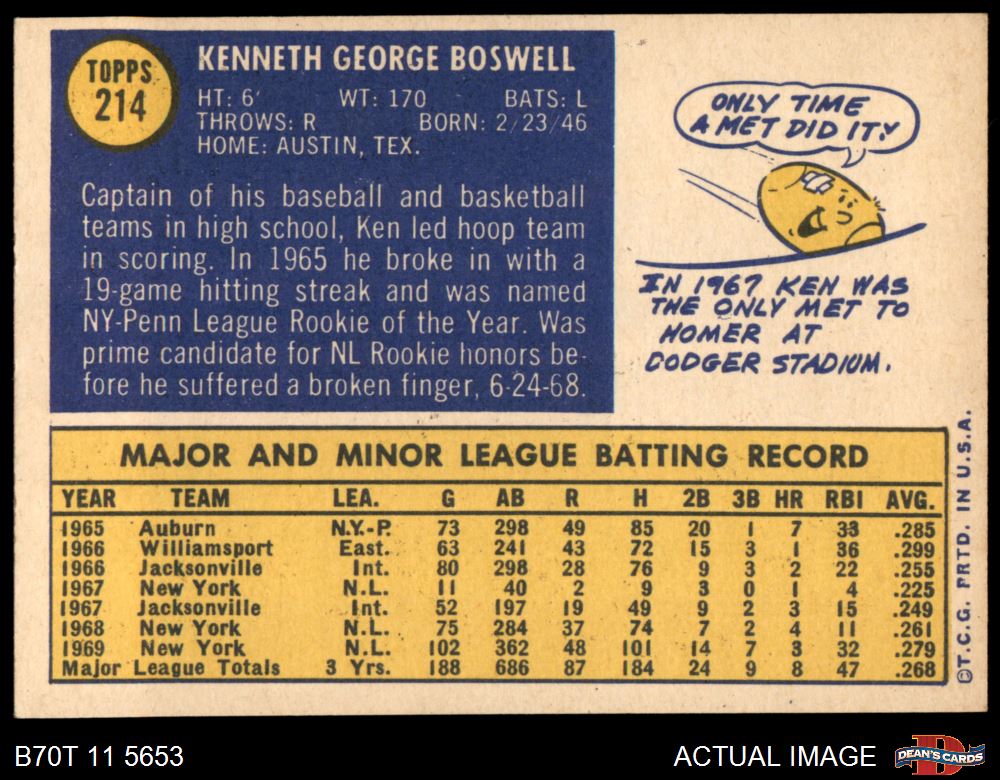 TOPPS
214
KENNETH GEORGE BOSWELL
HT: 6' WT: 170 BATS: L
THROWS: R BORN: 2/23/46
HOME: AUSTIN, TEX.
Captain of his baseball and basketball
teams in high school, Ken led hoop team
in scoring. In 1965 he broke in with a
19-game hitting streak and was named
NY-Penn League Rookie of the Year. Was
prime candidate for NL Rookie honors be-
fore he suffered a broken finger, 6-24-68.
ONLY TIME
A MET DID IT!
IN 1967 KEN WAS
THE ONLY MET TO
HOMER AT
DODGER STADIUM.
MAJOR AND MINOR LEAGUE BATTING RECORD
YEAR TEAM LEA. G AB R H 2B 3B HR RBI AVG.
1965 Auburn N.Y.-P. 73 298 49 85 20 1 7 33 .285
1966 Williamsport East. 63 241 43 72 15 3 1 36 .299
1966 Jacksonville Int. 80 298 28 76 9 3 2 22 .255
1967 New York N.L. 11 40 2 9 3 0 1 4 .225
1967 Jacksonville Int. 52 197 19 49 9 2 3 15 .249
1968 New York N.L. 75 284 37 74 7 2 4 11 .261
1969 New York N.L. 102 362 48 101 14 7 3 32 .279
Major League Totals 3 Yrs. 188 686 87 184 24 9 8 47 .268
©T.C.G. PRTD. IN U.S.A.
B70T 11 5653
ACTUAL IMAGE
DEAN'S CARDS